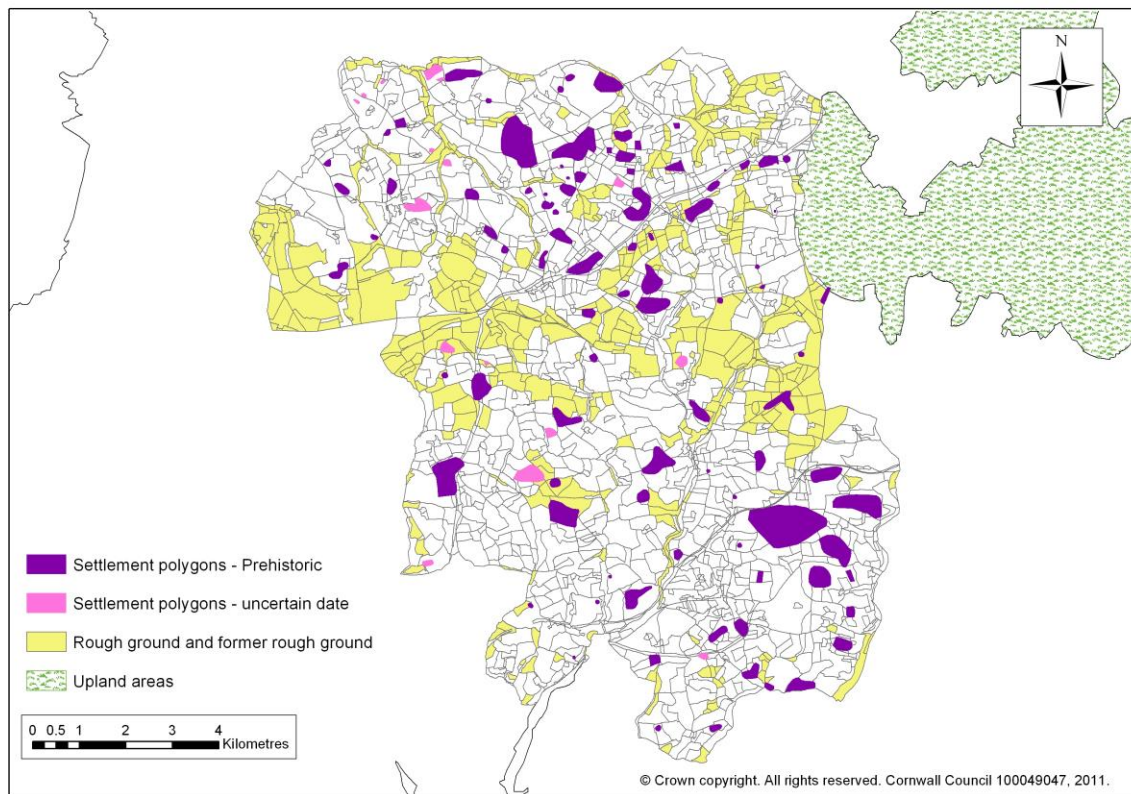 N
Settlement polygons - Prehistoric
Settlement polygons - uncertain date
Rough ground and former rough ground
Upland areas
0 0.5 1 2 3 4
Kilometres
© Crown copyright. All rights reserved. Cornwall Council 100049047, 2011.